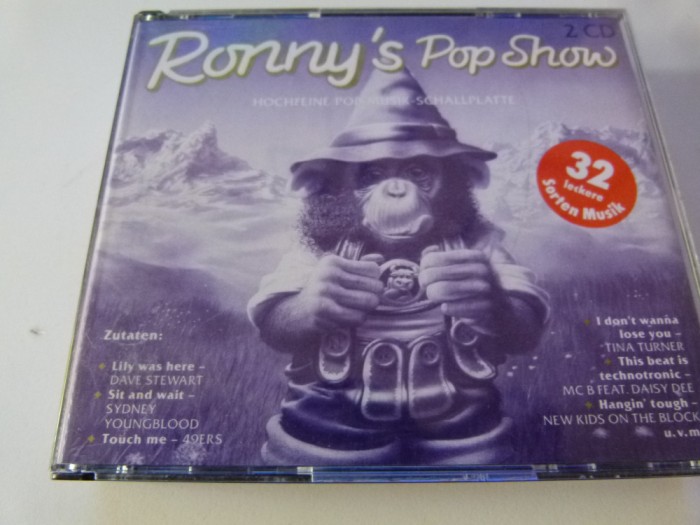 2 CD
Ronny's Pop Show
HOCHFEINE POP-MUSIK-SCHALLPLATTE
32
leckere
Sorten Musik
Zutaten:
Lily was here –
DAVE STEWART
Sit and wait –
SYDNEY
YOUNGBLOOD
Touch me – 49ERS
I don't wanna
lose you –
TINA TURNER
This beat is
technotronic –
MC B FEAT. DAISY DEE
Hangin' tough –
NEW KIDS ON THE BLOCK
u.v.m